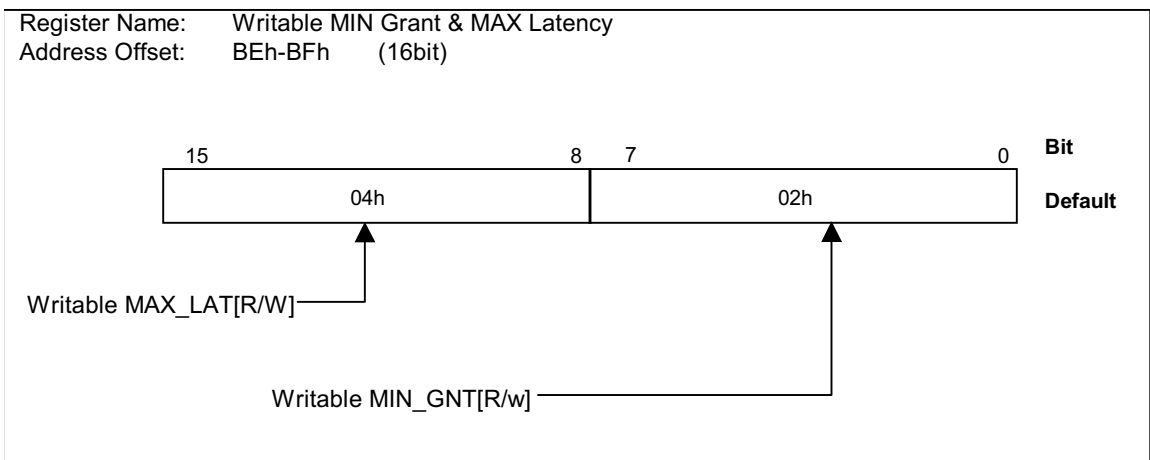 Register Name: Writable MIN Grant & MAX Latency
Address Offset: BEh-BFh (16bit)
15 8 7 0 Bit
04h 02h Default
Writable MAX_LAT[R/W]
Writable MIN_GNT[R/w]